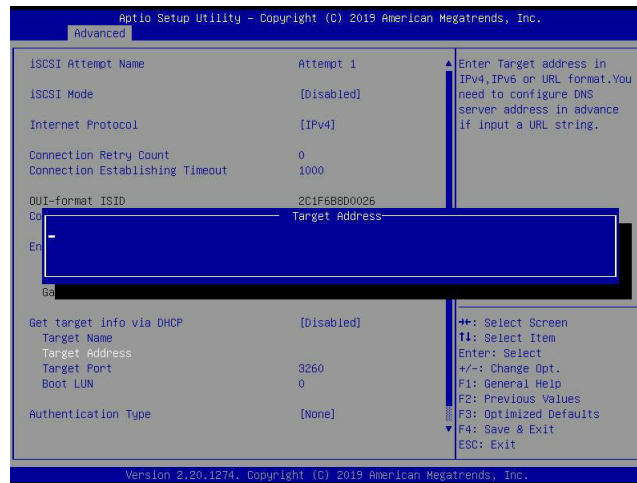 Aptio Setup Utility - Copyright (C) 2019 American Megatrends, Inc.
Advanced
iSCSI Attempt Name Attempt 1
iSCSI Mode [Disabled]
Internet Protocol [IPv4]
Connection Retry Count 0
Connection Establishing Timeout 1000
OUI-format ISID 2C1F6B8D0026
Co
Target Address
En
Ga
Get target info via DHCP [Disabled]
Target Name
Target Address
Target Port 3260
Boot LUN 0
Authentication Type [None]
Enter Target address in
IPv4,IPv6 or URL format.You
need to configure DNS
server address in advance
if input a URL string.
→←: Select Screen
↑↓: Select Item
Enter: Select
+/-: Change Opt.
F1: General Help
F2: Previous Values
F3: Optimized Defaults
F4: Save & Exit
ESC: Exit
Version 2.20.1274. Copyright (C) 2019 American Megatrends, Inc.